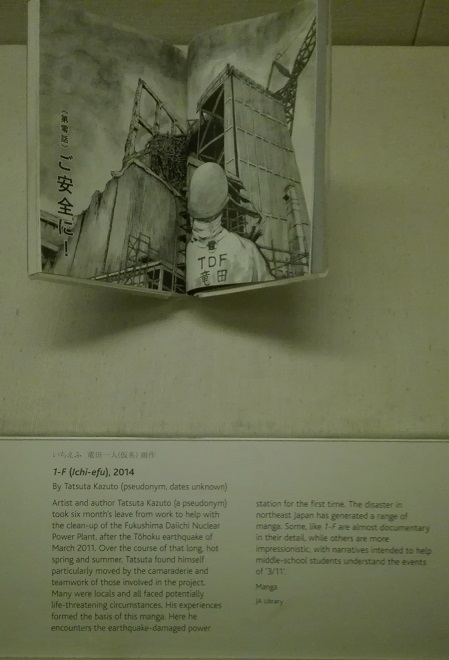 〈第零話〉
ご安全に!
TDF
竜田
いちえふ 竜田一人(仮名) 画作
1-F (Ichi-efu), 2014
By Tatsuta Kazuto (pseudonym, dates unknown)
Artist and author Tatsuta Kazuto (a pseudonym)
took six month's leave from work to help with
the clean-up of the Fukushima Daiichi Nuclear
Power Plant, after the Tōhoku earthquake of
March 2011. Over the course of that long, hot
spring and summer, Tatsuta found himself
particularly moved by the camaraderie and
teamwork of those involved in the project.
Many were locals and all faced potentially
life-threatening circumstances. His experiences
formed the basis of this manga. Here he
encounters the earthquake-damaged power
station for the first time. The disaster in
northeast Japan has generated a range of
manga. Some, like 1-F are almost documentary
in their detail, while others are more
impressionistic, with narratives intended to help
middle-school students understand the events
of '3/11'.
Manga
JA Library